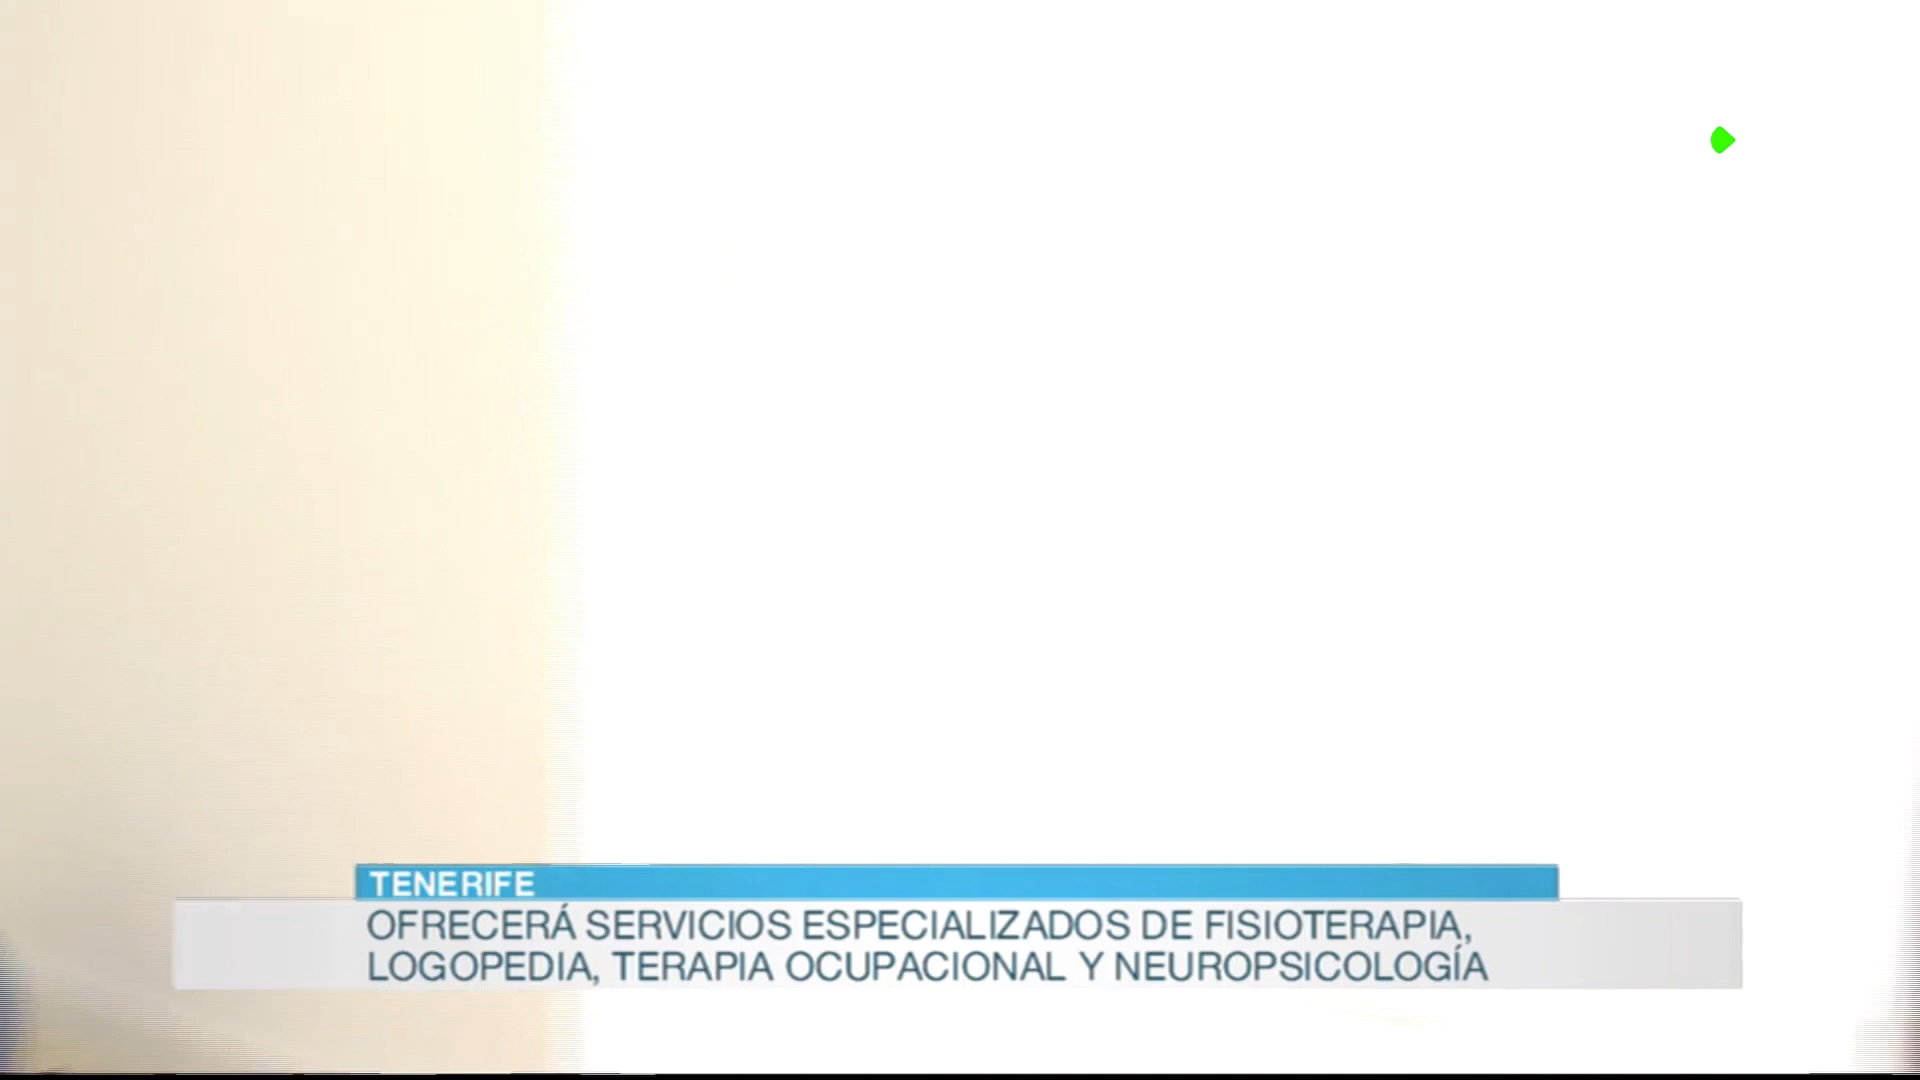 TENERIFE
OFRECERÁ SERVICIOS ESPECIALIZADOS DE FISIOTERAPIA,
LOGOPEDIA, TERAPIA OCUPACIONAL Y NEUROPSICOLOGÍA